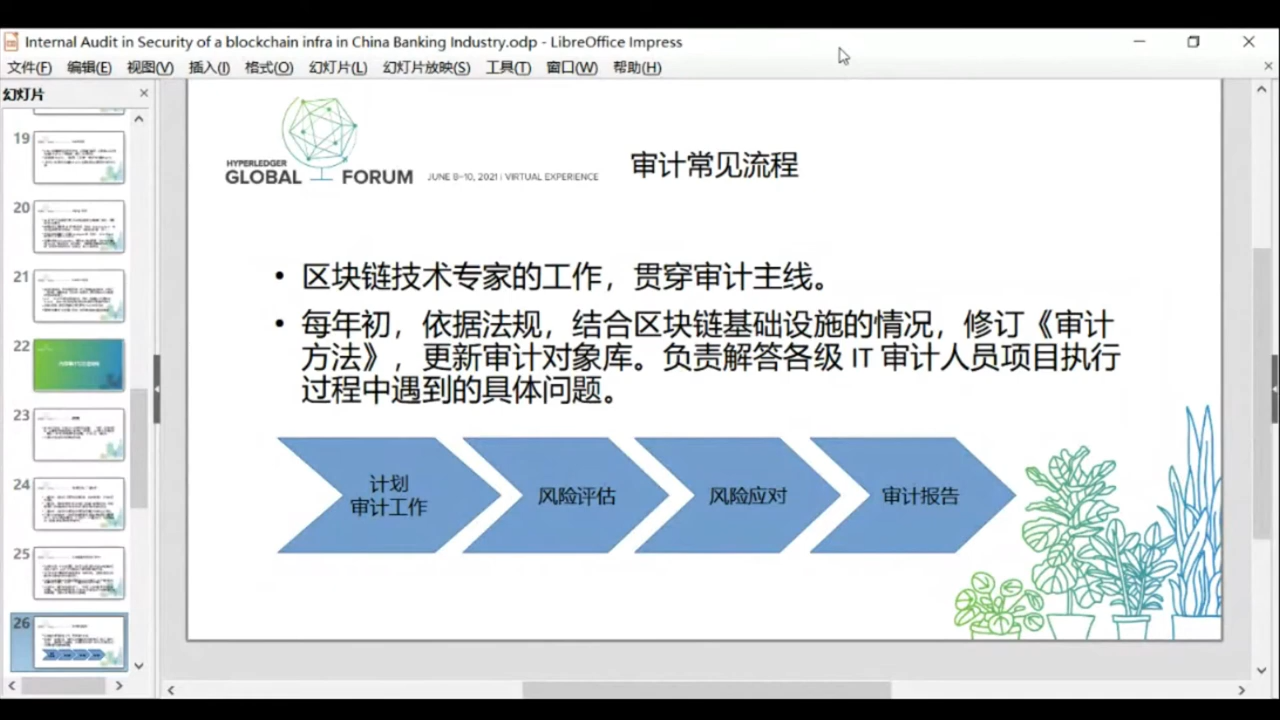 Internal Audit in Security of a blockchain infra in China Banking Industry.odp - LibreOffice Impress
文件(F) 编辑(E) 视图(V) 插入(I) 格式(O) 幻灯片(L) 幻灯片放映(S) 工具(T) 窗口(W) 帮助(H)
幻灯片
19
20
21
22
23
24
25
26
HYPERLEDGER
GLOBAL FORUM
JUNE 8-10, 2021 | VIRTUAL EXPERIENCE
审计常见流程
• 区块链技术专家的工作，贯穿审计主线。
• 每年初，依据法规，结合区块链基础设施的情况，修订《审计
方法》，更新审计对象库。负责解答各级 IT 审计人员项目执行
过程中遇到的具体问题。
计划
审计工作
风险评估
风险应对
审计报告